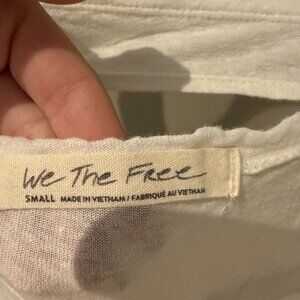 We The Free
SMALL MADE IN VIETNAM / FABRIQUÉ AU VIETNAM